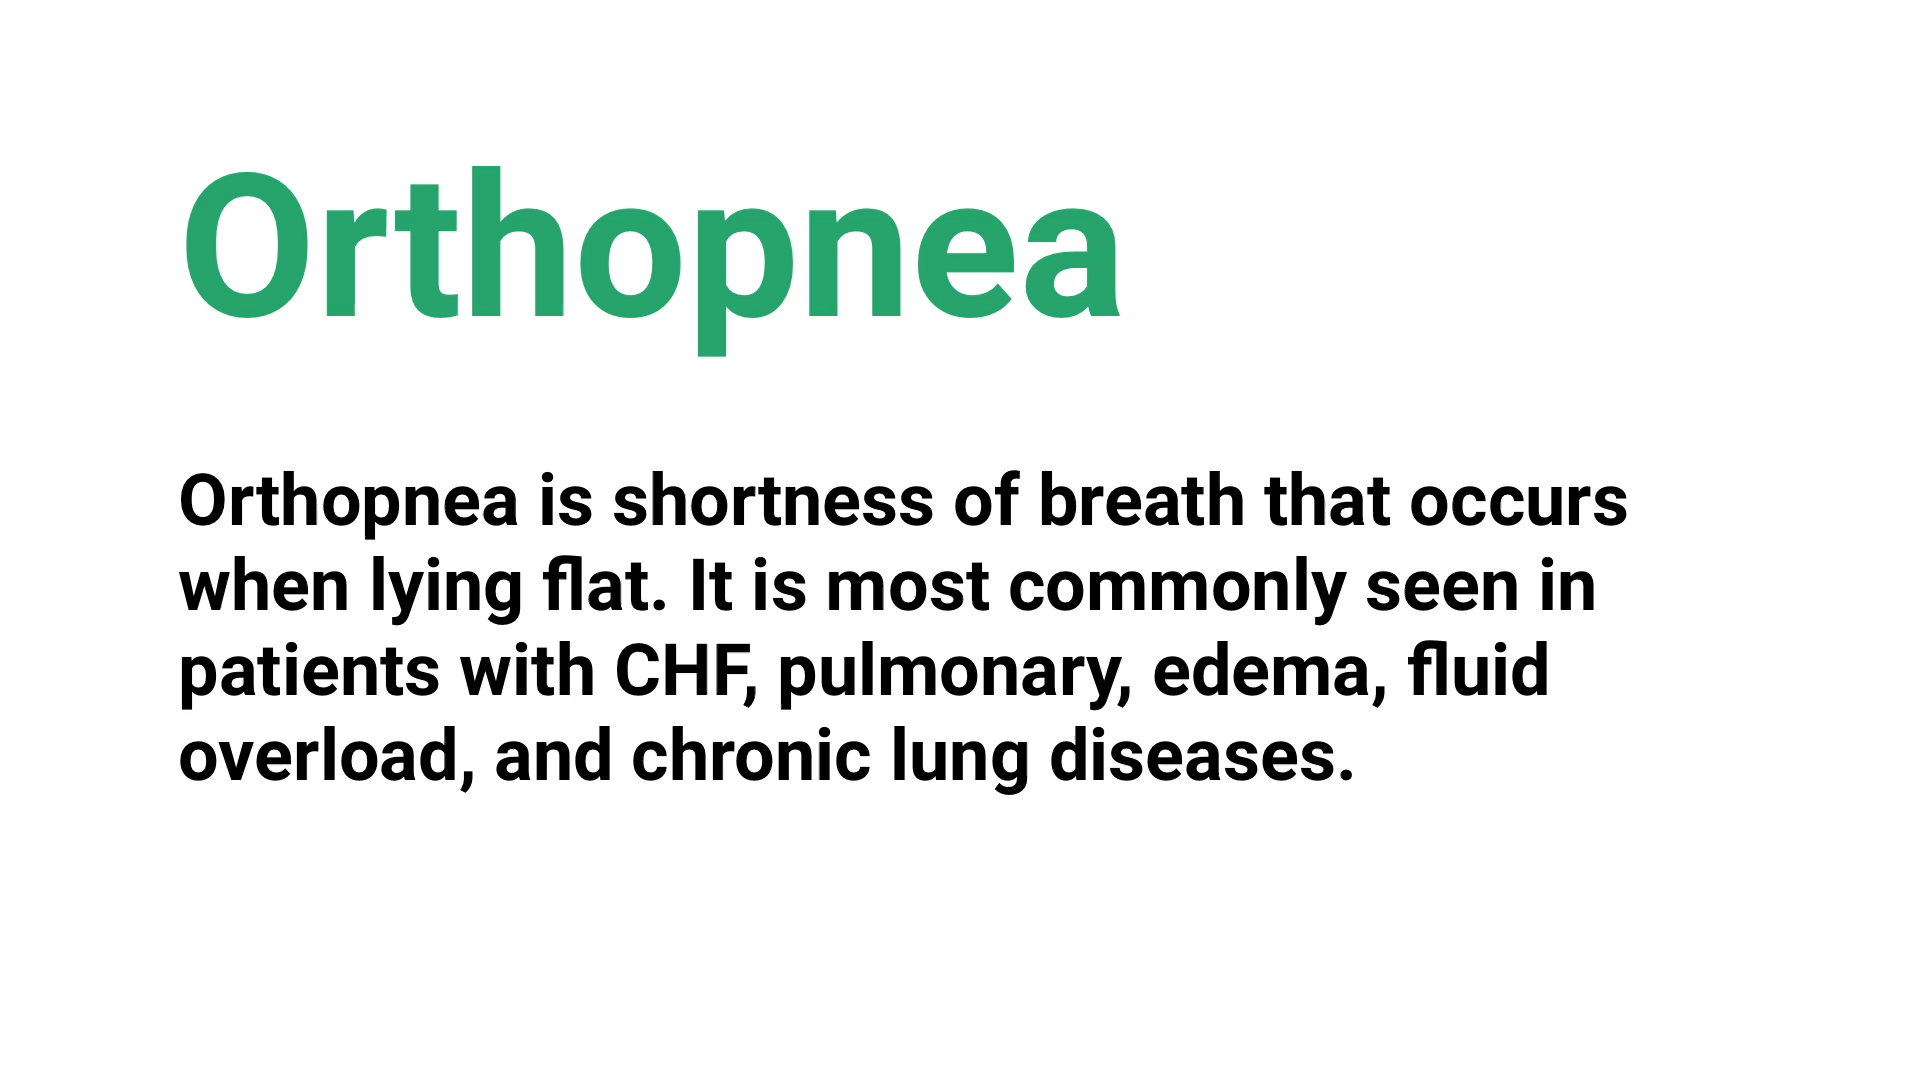 Orthopnea
Orthopnea is shortness of breath that occurs
when lying flat. It is most commonly seen in
patients with CHF, pulmonary, edema, fluid
overload, and chronic lung diseases.